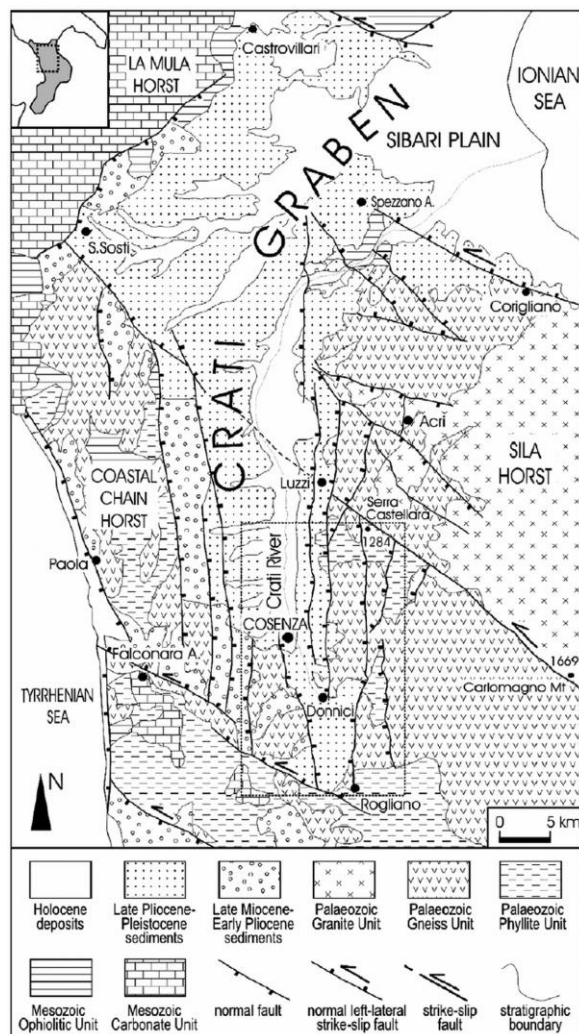 Castrovillari
LA MULA
HORST
IONIAN
SEA
SIBARI PLAIN
CRATI GRABEN
Spezzano A.
S.Sosti
Corigliano
Acri
SILA
HORST
COASTAL
CHAIN
HORST
Luzzi
Serra
Castellara
1284
Crati River
Paola
COSENZA
Falconara A.
1669
Carlomagno Mt
TYRRHENIAN
SEA
Donnici
N
Rogliano
0 5 km
Holocene
deposits
Late Pliocene-
Pleistocene
sediments
Late Miocene-
Early Pliocene
sediments
Palaeozoic
Granite Unit
Palaeozoic
Gneiss Unit
Palaeozoic
Phyllite Unit
Mesozoic
Ophiolitic Unit
Mesozoic
Carbonate Unit
normal fault
normal left-lateral
strike-slip fault
strike-slip
fault
stratigraphic
boundary